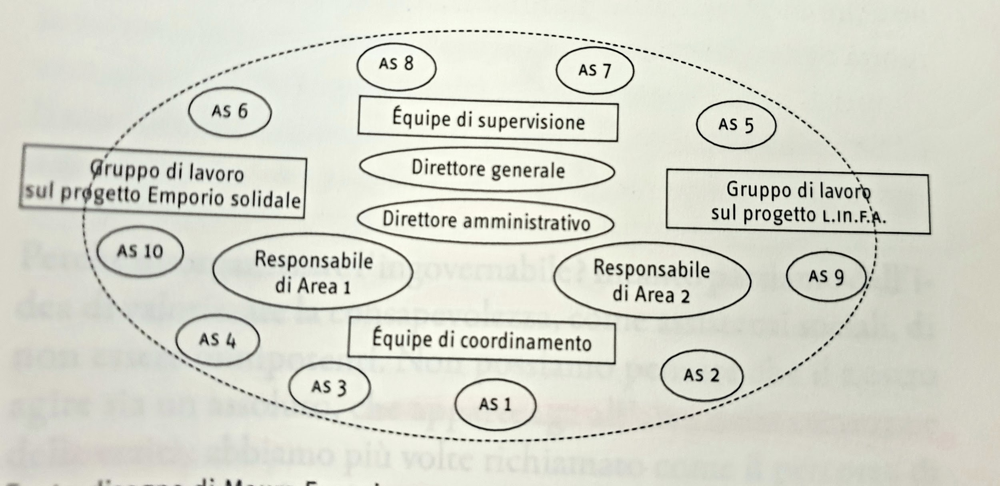 AS 8
AS 7
AS 6
AS 5
Équipe di supervisione
Gruppo di lavoro
sul progetto Emporio solidale
Direttore generale
Gruppo di lavoro
sul progetto L.IN.F.A.
Direttore amministrativo
AS 10
Responsabile
di Area 1
Responsabile
di Area 2
AS 9
AS 4
Équipe di coordinamento
AS 3
AS 2
AS 1